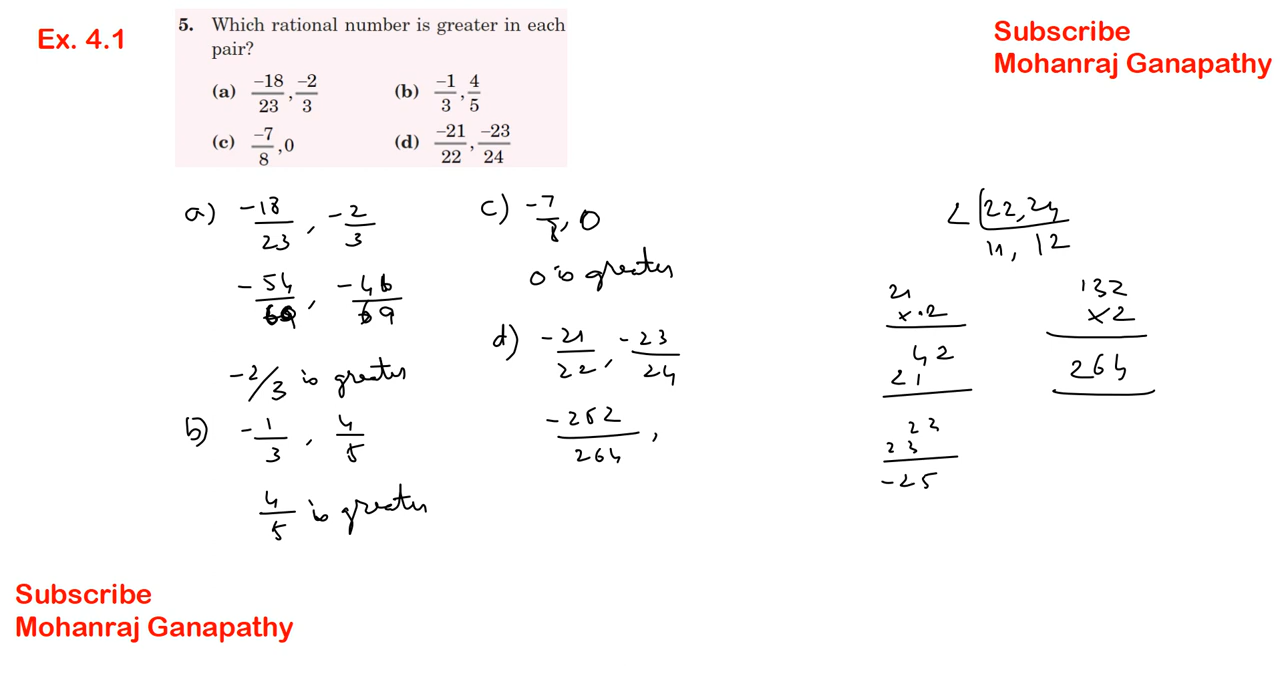 Ex. 4.1
5. Which rational number is greater in each
pair?
(a) -18/23, -2/3 (b) -1/3, 4/5
(c) -7/8, 0 (d) -21/22, -23/24
Subscribe
Mohanraj Ganapathy
a) -18/23, -2/3
-54/69, -46/69
-2/3 is greater
b) -1/3, 4/5
4/5 is greater
c) -7/8, 0
0 is greater
d) -21/22, -23/24
-252/264,
2 | 22, 24
11, 12
21
×12
42
21
23
23
-25
132
×2
264
Subscribe
Mohanraj Ganapathy